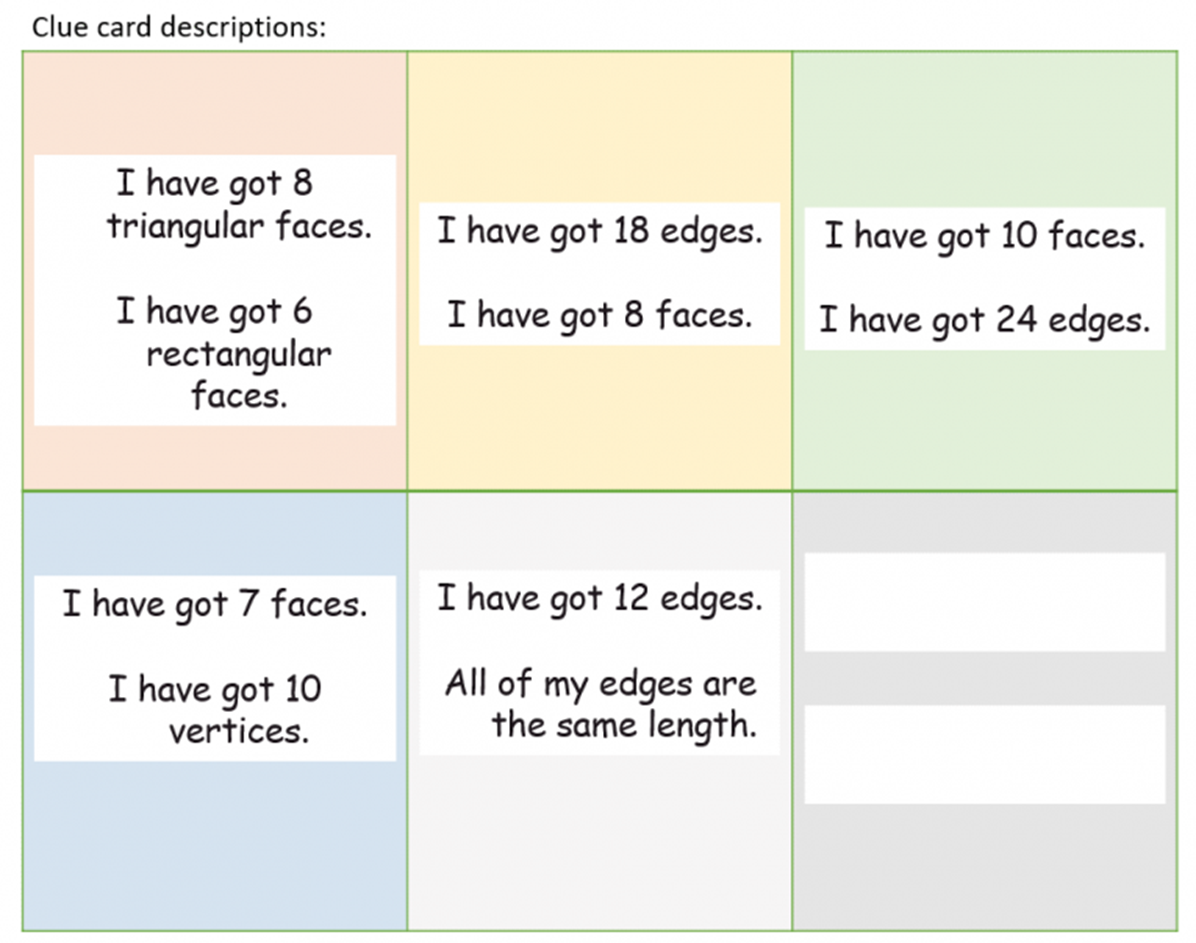 Clue card descriptions:
I have got 8
triangular faces.
I have got 6
rectangular
faces.
I have got 18 edges.
I have got 8 faces.
I have got 10 faces.
I have got 24 edges.
I have got 7 faces.
I have got 10
vertices.
I have got 12 edges.
All of my edges are
the same length.